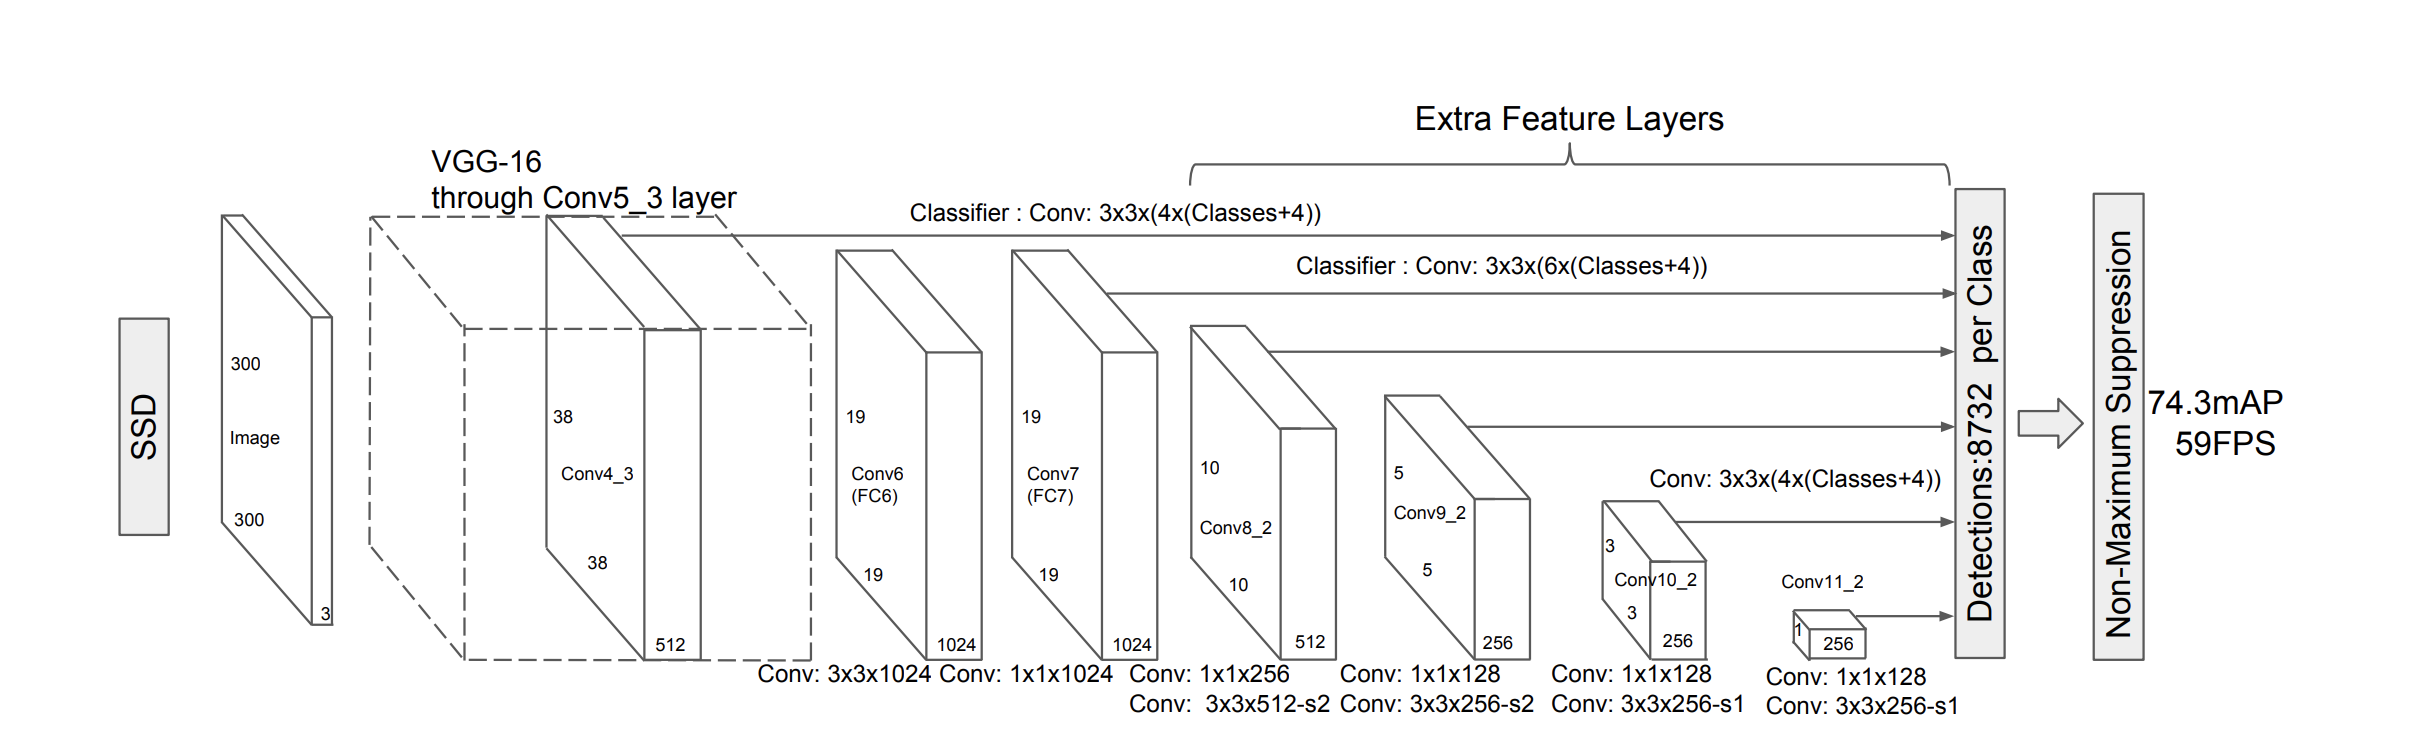 Extra Feature Layers
VGG-16
through Conv5_3 layer
Classifier : Conv: 3x3x(4x(Classes+4))
Classifier : Conv: 3x3x(6x(Classes+4))
SSD
300
Image
300
3
38
Conv4_3
38
512
19
Conv6
(FC6)
19
1024
19
Conv7
(FC7)
19
1024
10
Conv8_2
10
512
5
Conv9_2
5
256
Conv: 3x3x(4x(Classes+4))
3
Conv10_2
3
256
Conv11_2
1
256
Detections:8732 per Class
Non-Maximum Suppression
74.3mAP
59FPS
Conv: 3x3x1024
Conv: 1x1x1024
Conv: 1x1x256
Conv: 3x3x512-s2
Conv: 1x1x128
Conv: 3x3x256-s2
Conv: 1x1x128
Conv: 3x3x256-s1
Conv: 1x1x128
Conv: 3x3x256-s1